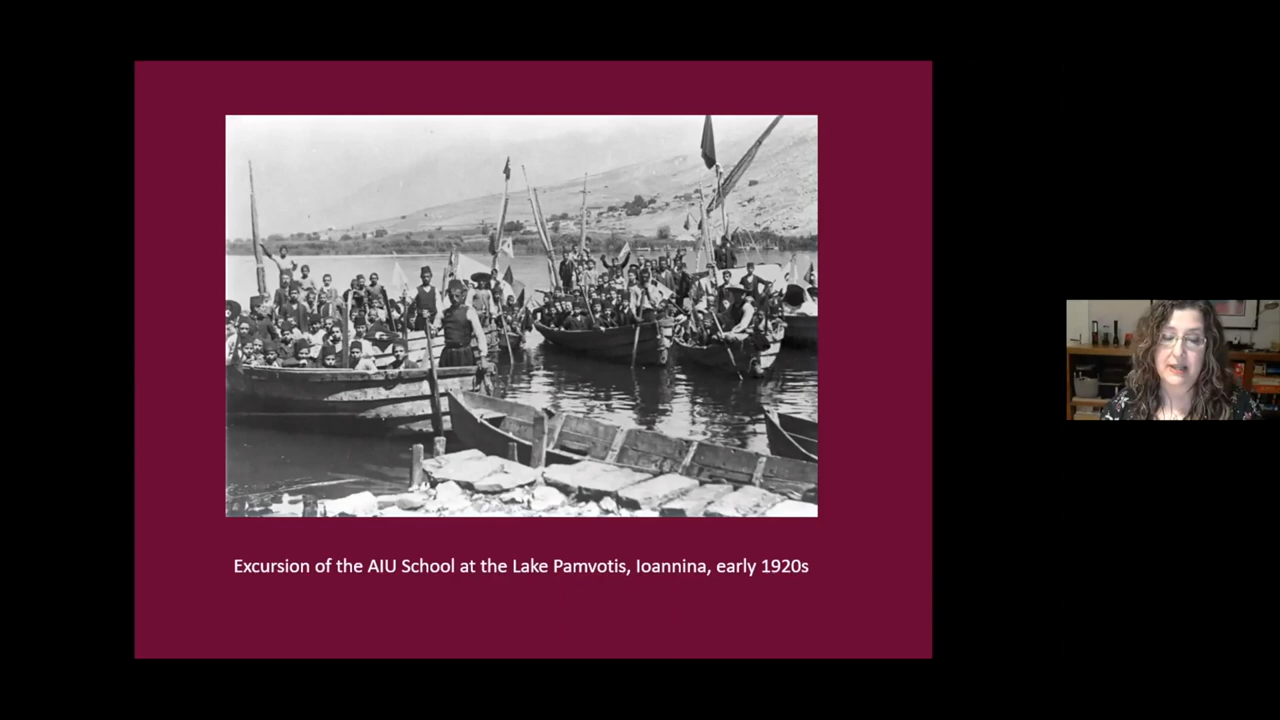 Excursion of the AIU School at the Lake Pamvotis, Ioannina, early 1920s